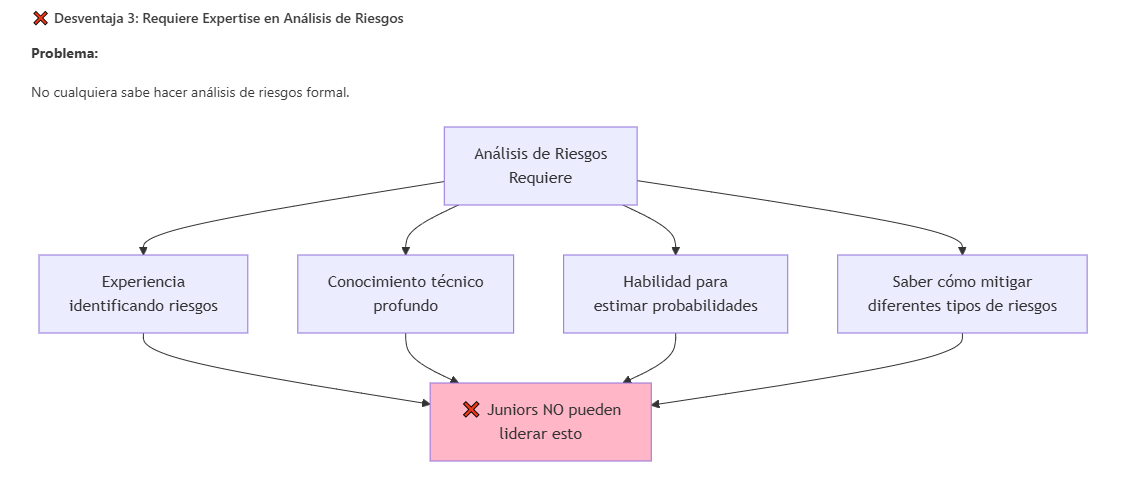 ❌ Desventaja 3: Requiere Expertise en Análisis de Riesgos
Problema:
No cualquiera sabe hacer análisis de riesgos formal.
Análisis de Riesgos
Requiere
Experiencia
identificando riesgos
Conocimiento técnico
profundo
Habilidad para
estimar probabilidades
Saber cómo mitigar
diferentes tipos de riesgos
❌ Juniors NO pueden
liderar esto